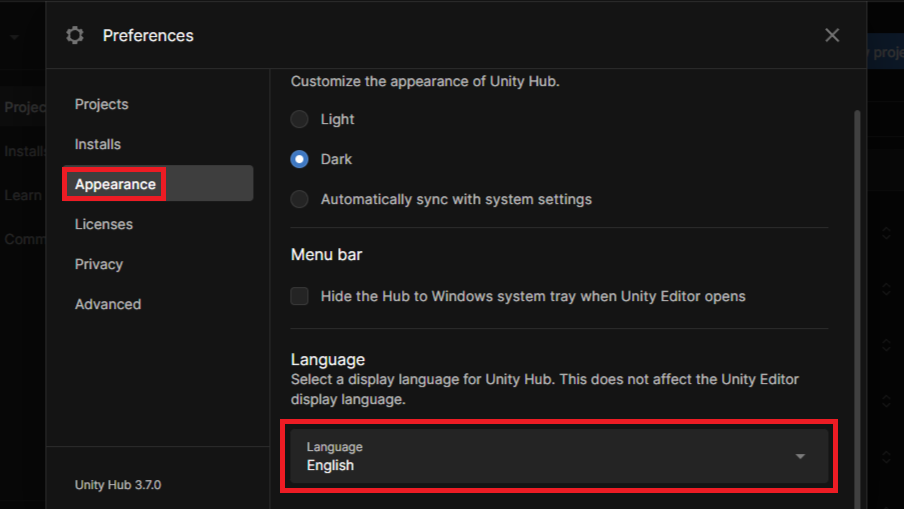 Preferences
Projects
Installs
Appearance
Licenses
Privacy
Advanced
Unity Hub 3.7.0
Customize the appearance of Unity Hub.
Light
Dark
Automatically sync with system settings
Menu bar
Hide the Hub to Windows system tray when Unity Editor opens
Language
Select a display language for Unity Hub. This does not affect the Unity Editor
display language.
Language
English
Installs
Learn